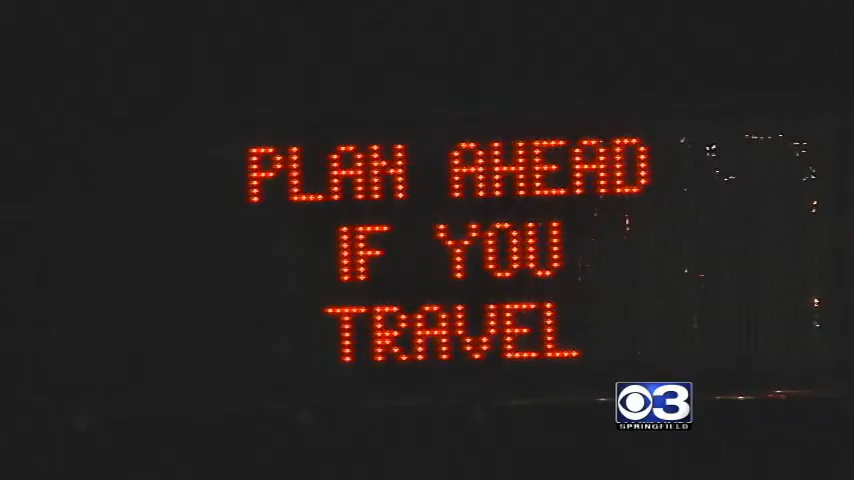 PLAN AHEAD
IF YOU
TRAVEL
3
SPRINGFIELD